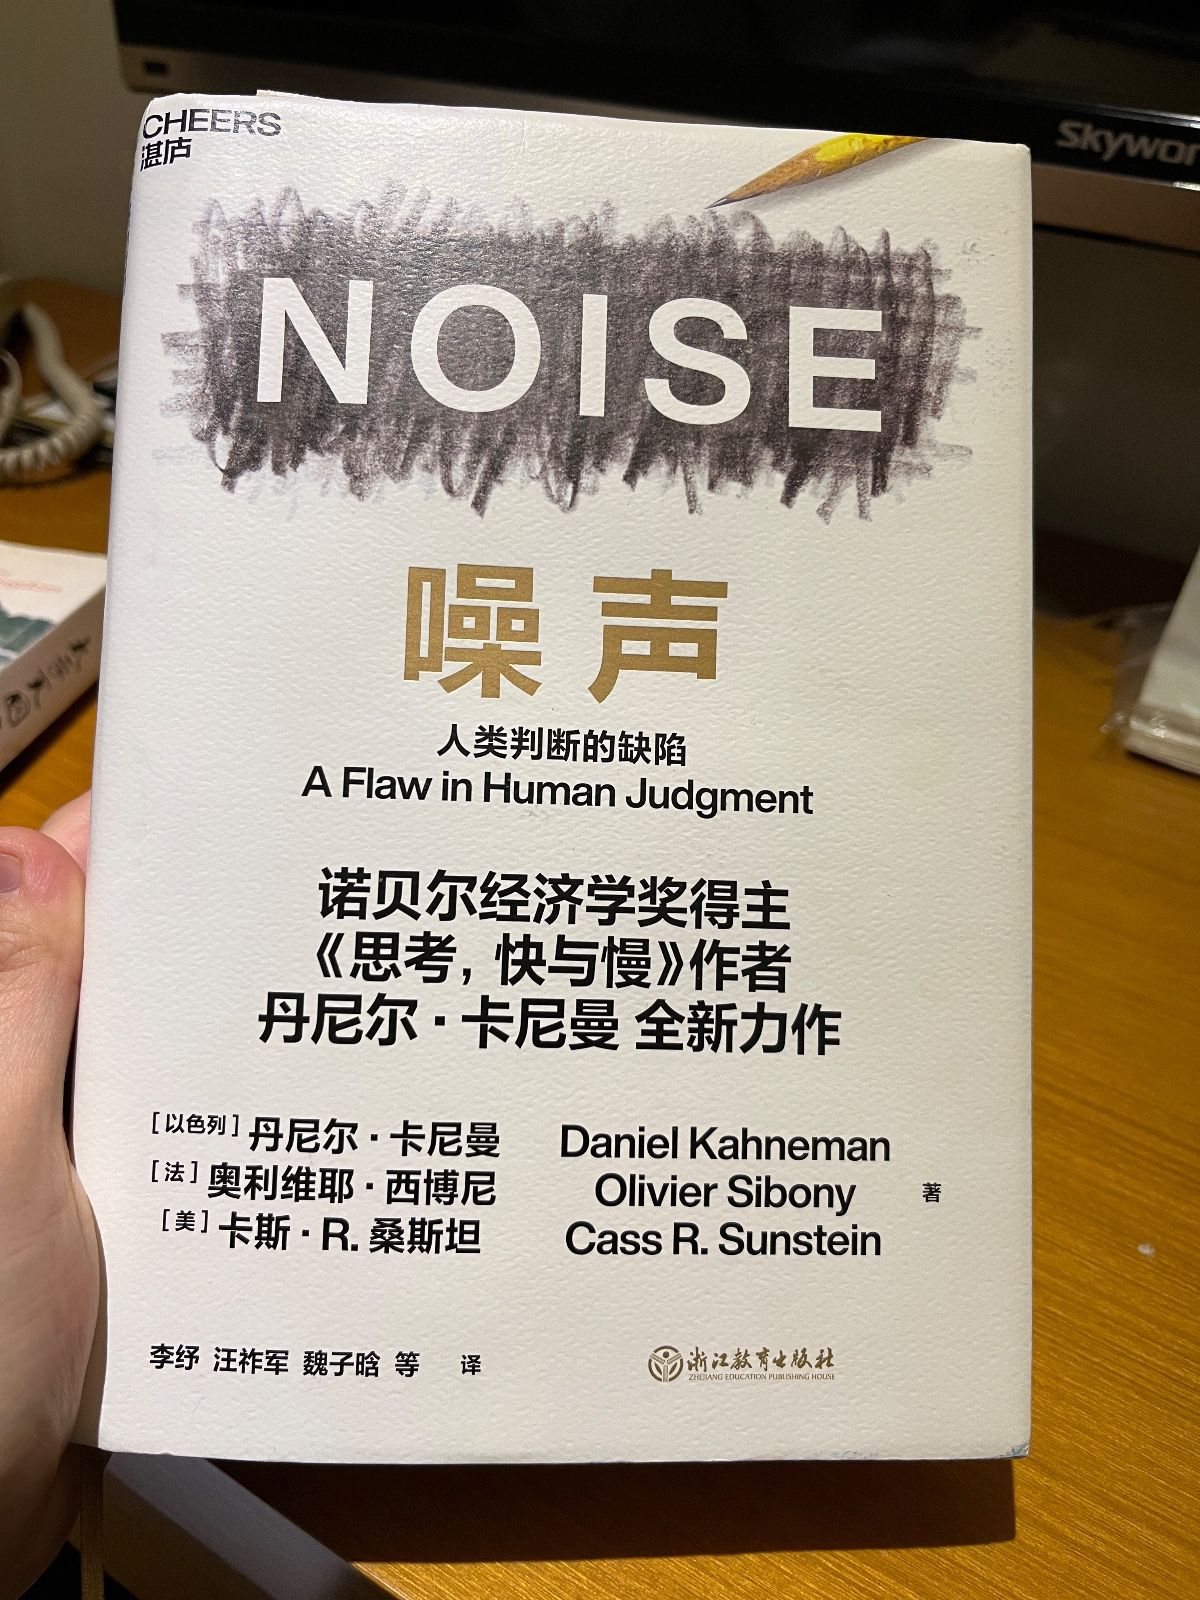 CHEERS
湛庐
Skywor
NOISE
噪声
人类判断的缺陷
A Flaw in Human Judgment
诺贝尔经济学奖得主
《思考，快与慢》作者
丹尼尔·卡尼曼 全新力作
[以色列] 丹尼尔·卡尼曼 Daniel Kahneman
[法] 奥利维耶·西博尼 Olivier Sibony 著
[美] 卡斯·R. 桑斯坦 Cass R. Sunstein
李纾 汪祚军 魏子晗 等 译
浙江教育出版社
ZHEJIANG EDUCATION PUBLISHING HOUSE